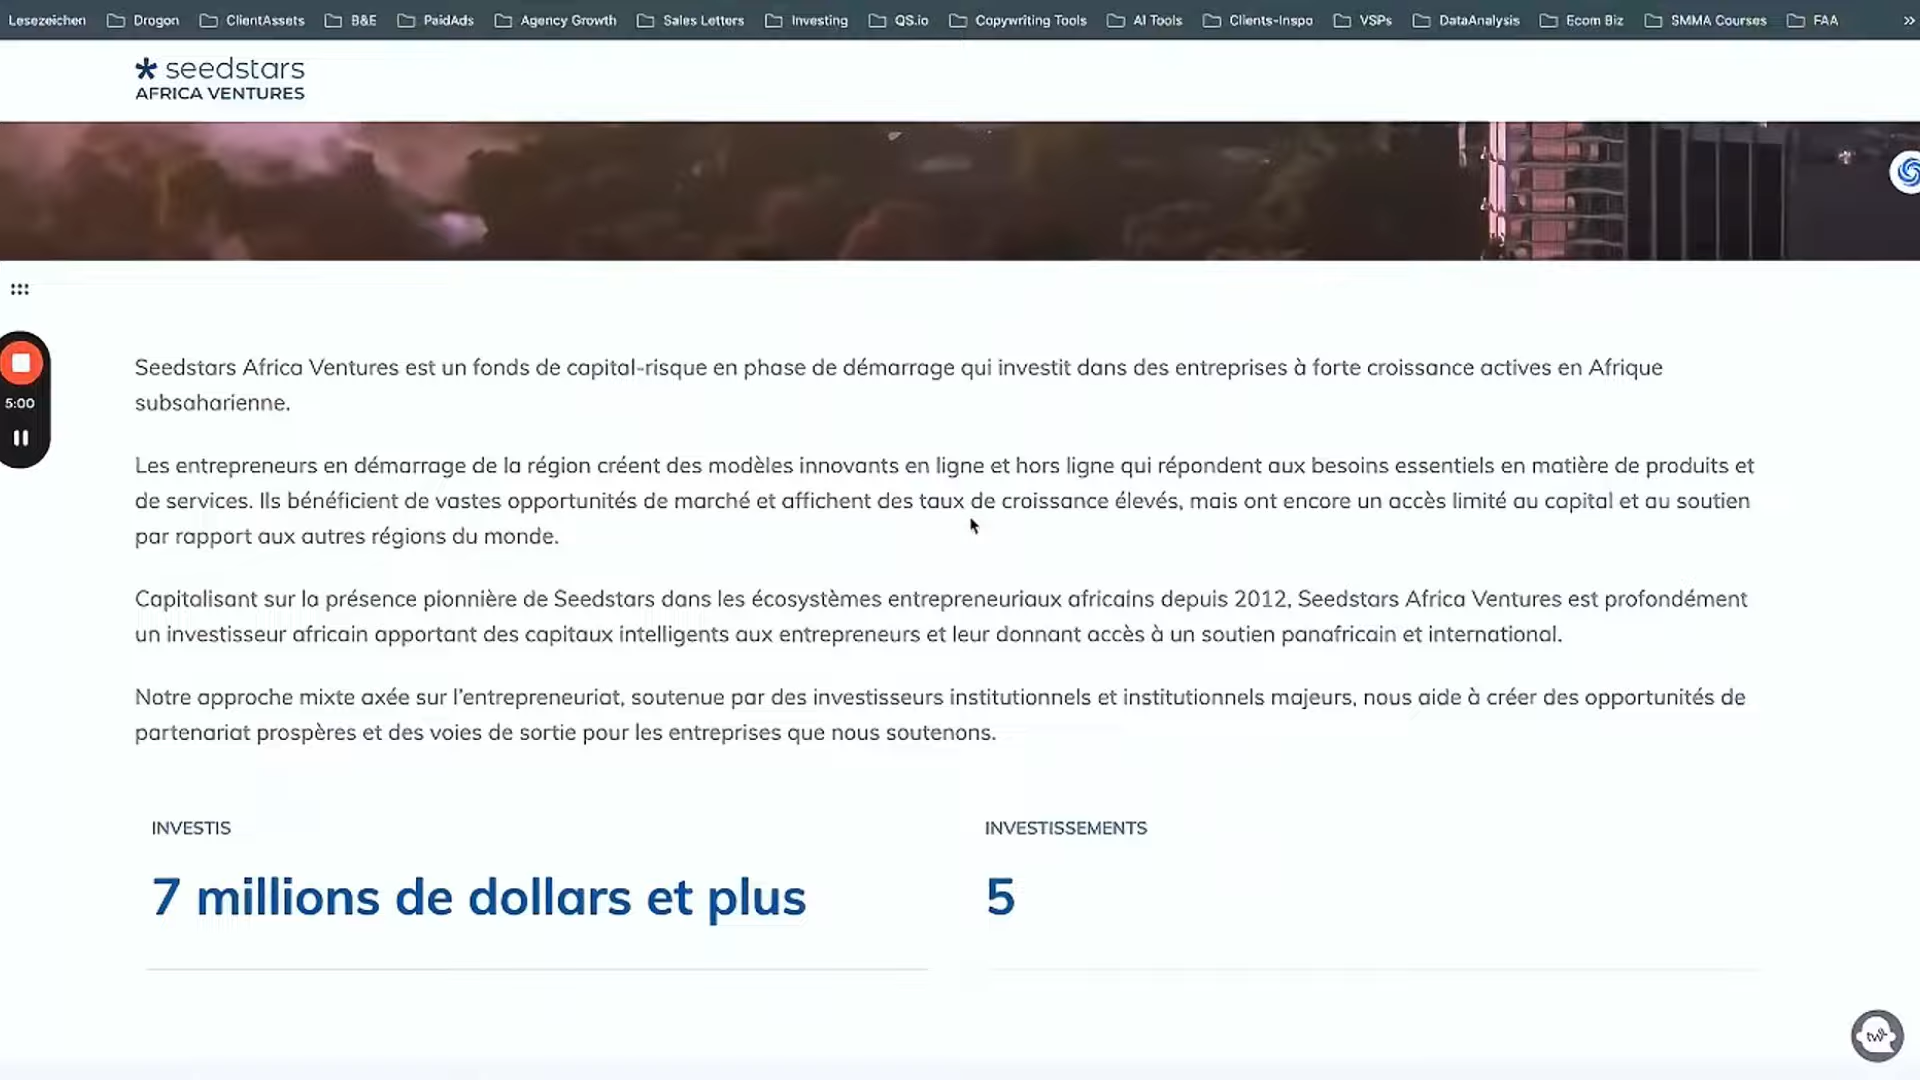 Lesezeichen Drogon ClientAssets B&E PaidAds Agency Growth Sales Letters Investing QS.io Copywriting Tools AI Tools Clients-Inspo VSPs DataAnalysis Ecom Biz SMMA Courses FAA »
seedstars
AFRICA VENTURES
5:00
Seedstars Africa Ventures est un fonds de capital-risque en phase de démarrage qui investit dans des entreprises à forte croissance actives en Afrique
subsaharienne.
Les entrepreneurs en démarrage de la région créent des modèles innovants en ligne et hors ligne qui répondent aux besoins essentiels en matière de produits et
de services. Ils bénéficient de vastes opportunités de marché et affichent des taux de croissance élevés, mais ont encore un accès limité au capital et au soutien
par rapport aux autres régions du monde.
Capitalisant sur la présence pionnière de Seedstars dans les écosystèmes entrepreneuriaux africains depuis 2012, Seedstars Africa Ventures est profondément
un investisseur africain apportant des capitaux intelligents aux entrepreneurs et leur donnant accès à un soutien panafricain et international.
Notre approche mixte axée sur l'entrepreneuriat, soutenue par des investisseurs institutionnels et institutionnels majeurs, nous aide à créer des opportunités de
partenariat prospères et des voies de sortie pour les entreprises que nous soutenons.
INVESTIS
7 millions de dollars et plus
INVESTISSEMENTS
5